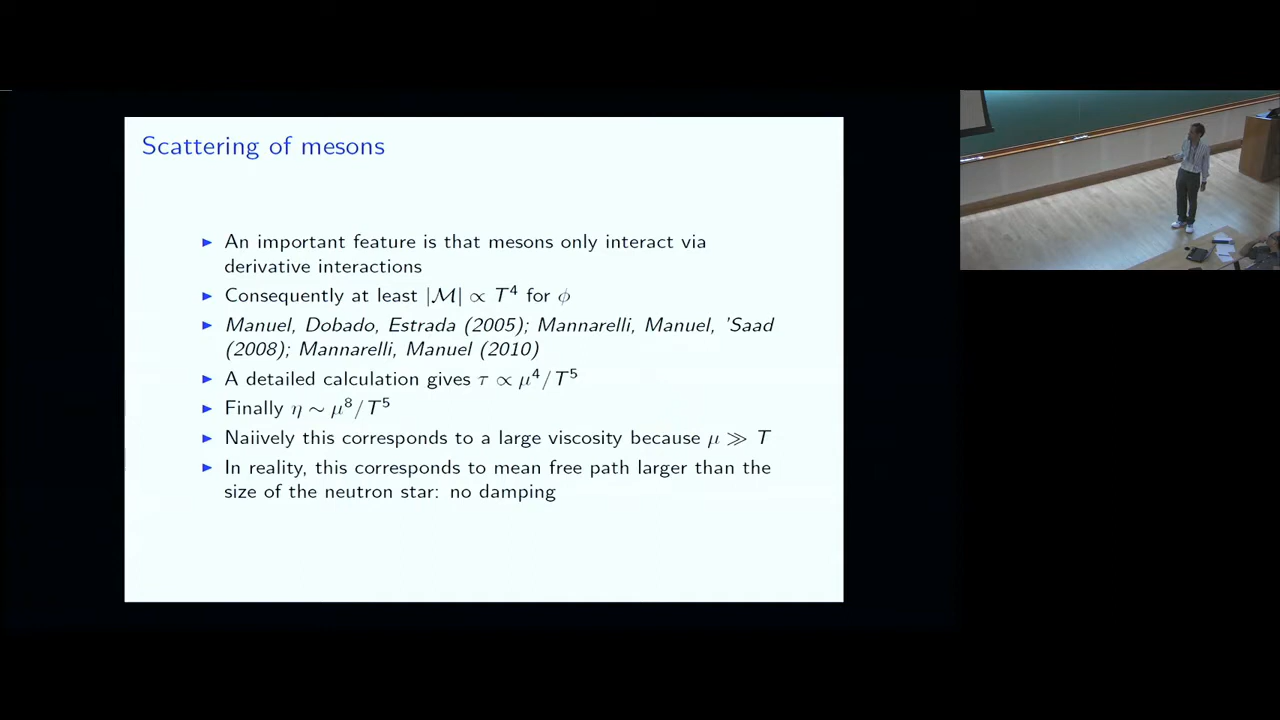 Scattering of mesons
▶ An important feature is that mesons only interact via
derivative interactions
▶ Consequently at least |ℳ| ∝ T⁴ for ϕ
▶ Manuel, Dobado, Estrada (2005); Mannarelli, Manuel, 'Saad
(2008); Mannarelli, Manuel (2010)
▶ A detailed calculation gives τ ∝ μ⁴/T⁵
▶ Finally η ∼ μ⁸/T⁵
▶ Naiively this corresponds to a large viscosity because μ ≫ T
▶ In reality, this corresponds to mean free path larger than the
size of the neutron star: no damping